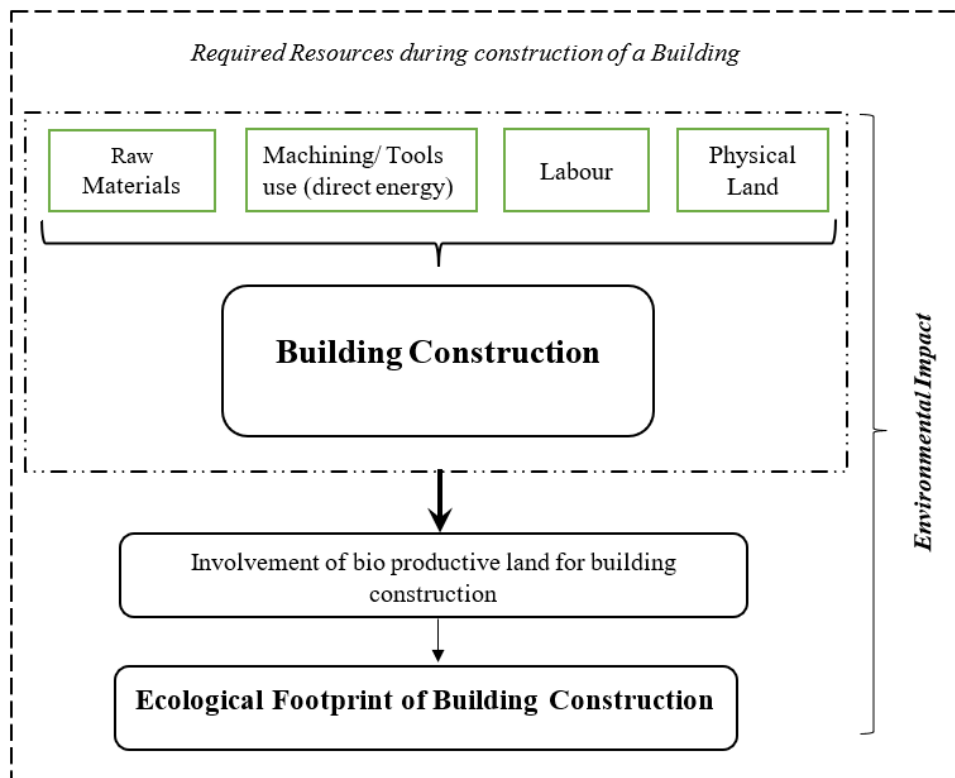 Required Resources during construction of a Building
Raw
Materials
Machining/ Tools
use (direct energy)
Labour
Physical
Land
Building Construction
Environmental Impact
Involvement of bio productive land for building
construction
Ecological Footprint of Building Construction